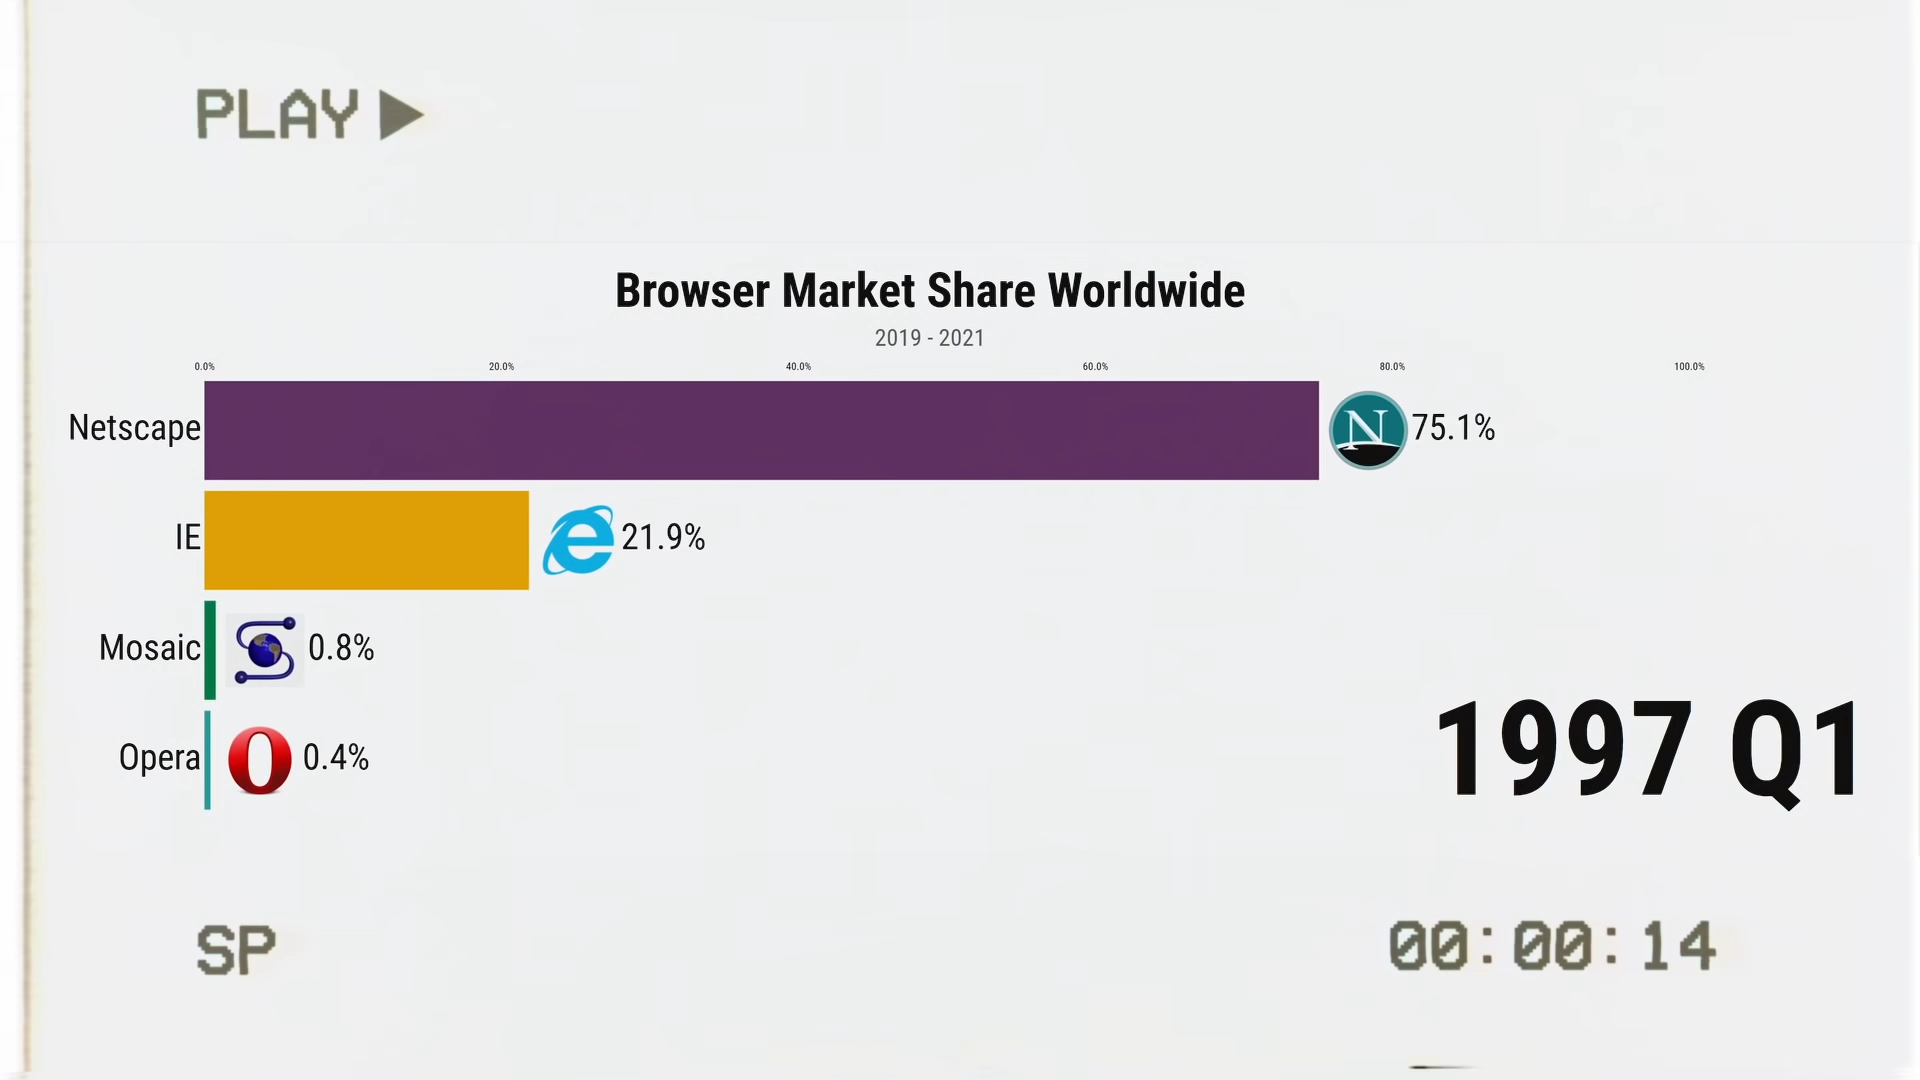 PLAY
Browser Market Share Worldwide
2019 - 2021
0.0% 20.0% 40.0% 60.0% 80.0% 100.0%
Netscape N 75.1%
IE e 21.9%
Mosaic 0.8%
Opera 0.4%
1997 Q1
SP
00:00:14